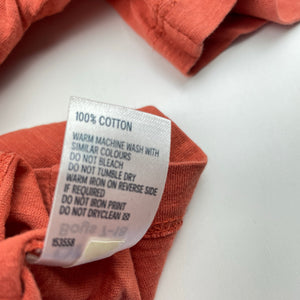 100% COTTON
WARM MACHINE WASH WITH
SIMILAR COLOURS
DO NOT BLEACH
DO NOT TUMBLE DRY
WARM IRON ON REVERSE SIDE
IF REQUIRED
DO NOT IRON PRINT
DO NOT DRYCLEAN
153558